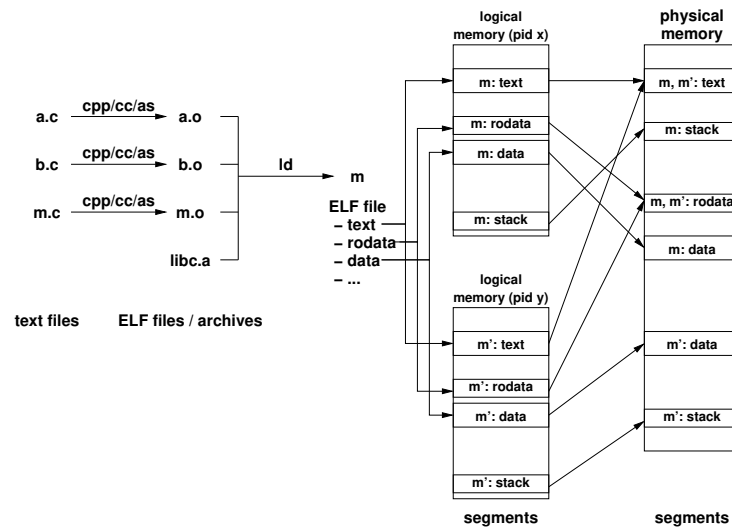 logical
memory (pid x)
physical
memory
m: text
m, m’: text
cpp/cc/as
a.c
a.o
m: rodata
m: stack
cpp/cc/as
b.c
b.o
m: data
ld
m
cpp/cc/as
m.c
m.o
ELF file
– text
– rodata
– data
– ...
m: stack
m, m’: rodata
m: data
libc.a
logical
memory (pid y)
text files
ELF files / archives
m’: text
m’: data
m’: rodata
m’: data
m’: stack
m’: stack
segments
segments